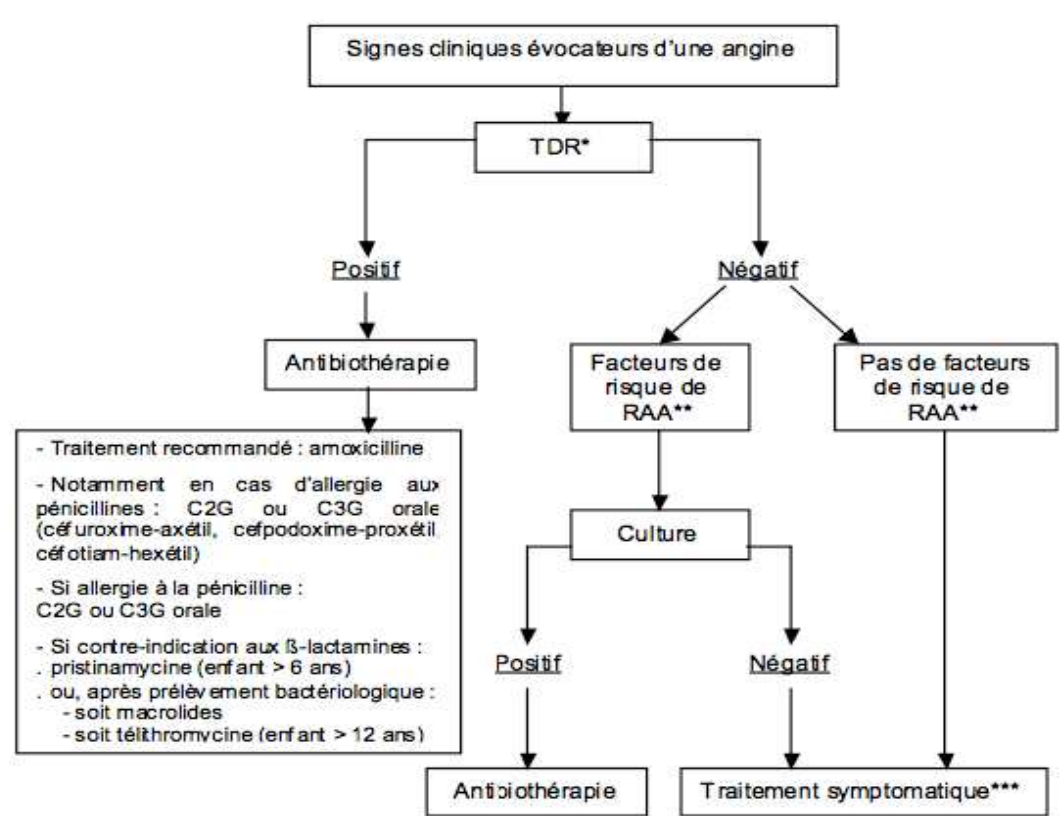 Signes cliniques évocateurs d'une angine
TDR*
Positif
Négatif
Antibiothérapie
Facteurs de
risque de
RAA**
Pas de facteurs
de risque de
RAA**
- Traitement recommandé : amoxicilline
- Notamment en cas d'allergie aux
pénicillines : C2G ou C3G orale
(céfuroxime-axétil, cefpodoxime-proxétil
céfotiam-hexétil)
- Si allergie à la pénicilline :
C2G ou C3G orale
- Si contre-indication aux ß-lactamines :
. pristinamycine (enfant > 6 ans)
. ou, après prélèvement bactériologique :
- soit macrolides
- soit télithromycine (enfant > 12 ans)
Culture
Positif
Négatif
Antibiothérapie
Traitement symptomatique***